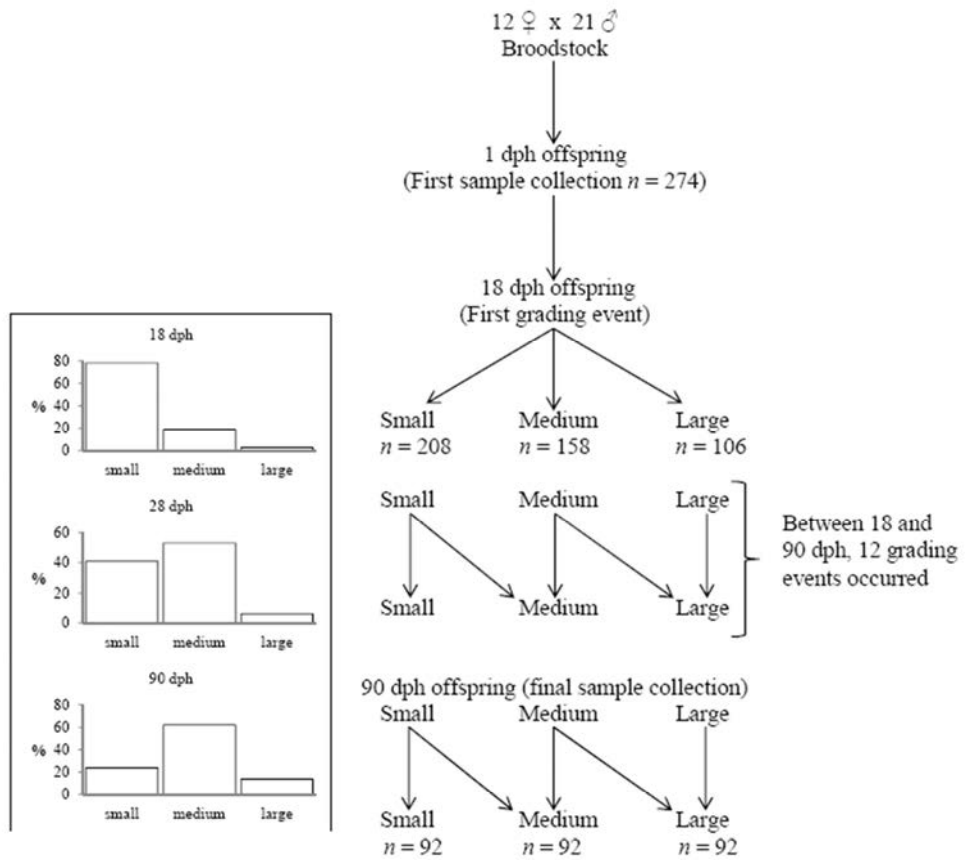 12 ♀ x 21 ♂
Broodstock
1 dph offspring
(First sample collection n = 274)
18 dph offspring
(First grading event)
Small Medium Large
n = 208 n = 158 n = 106
Small Medium Large
Small Medium Large
Between 18 and
90 dph, 12 grading
events occurred
90 dph offspring (final sample collection)
Small Medium Large
Small Medium Large
n = 92 n = 92 n = 92
18 dph
80
60
%
40
20
0
small medium large
28 dph
60
40
%
20
0
small medium large
90 dph
80
60
%
40
20
0
small medium large